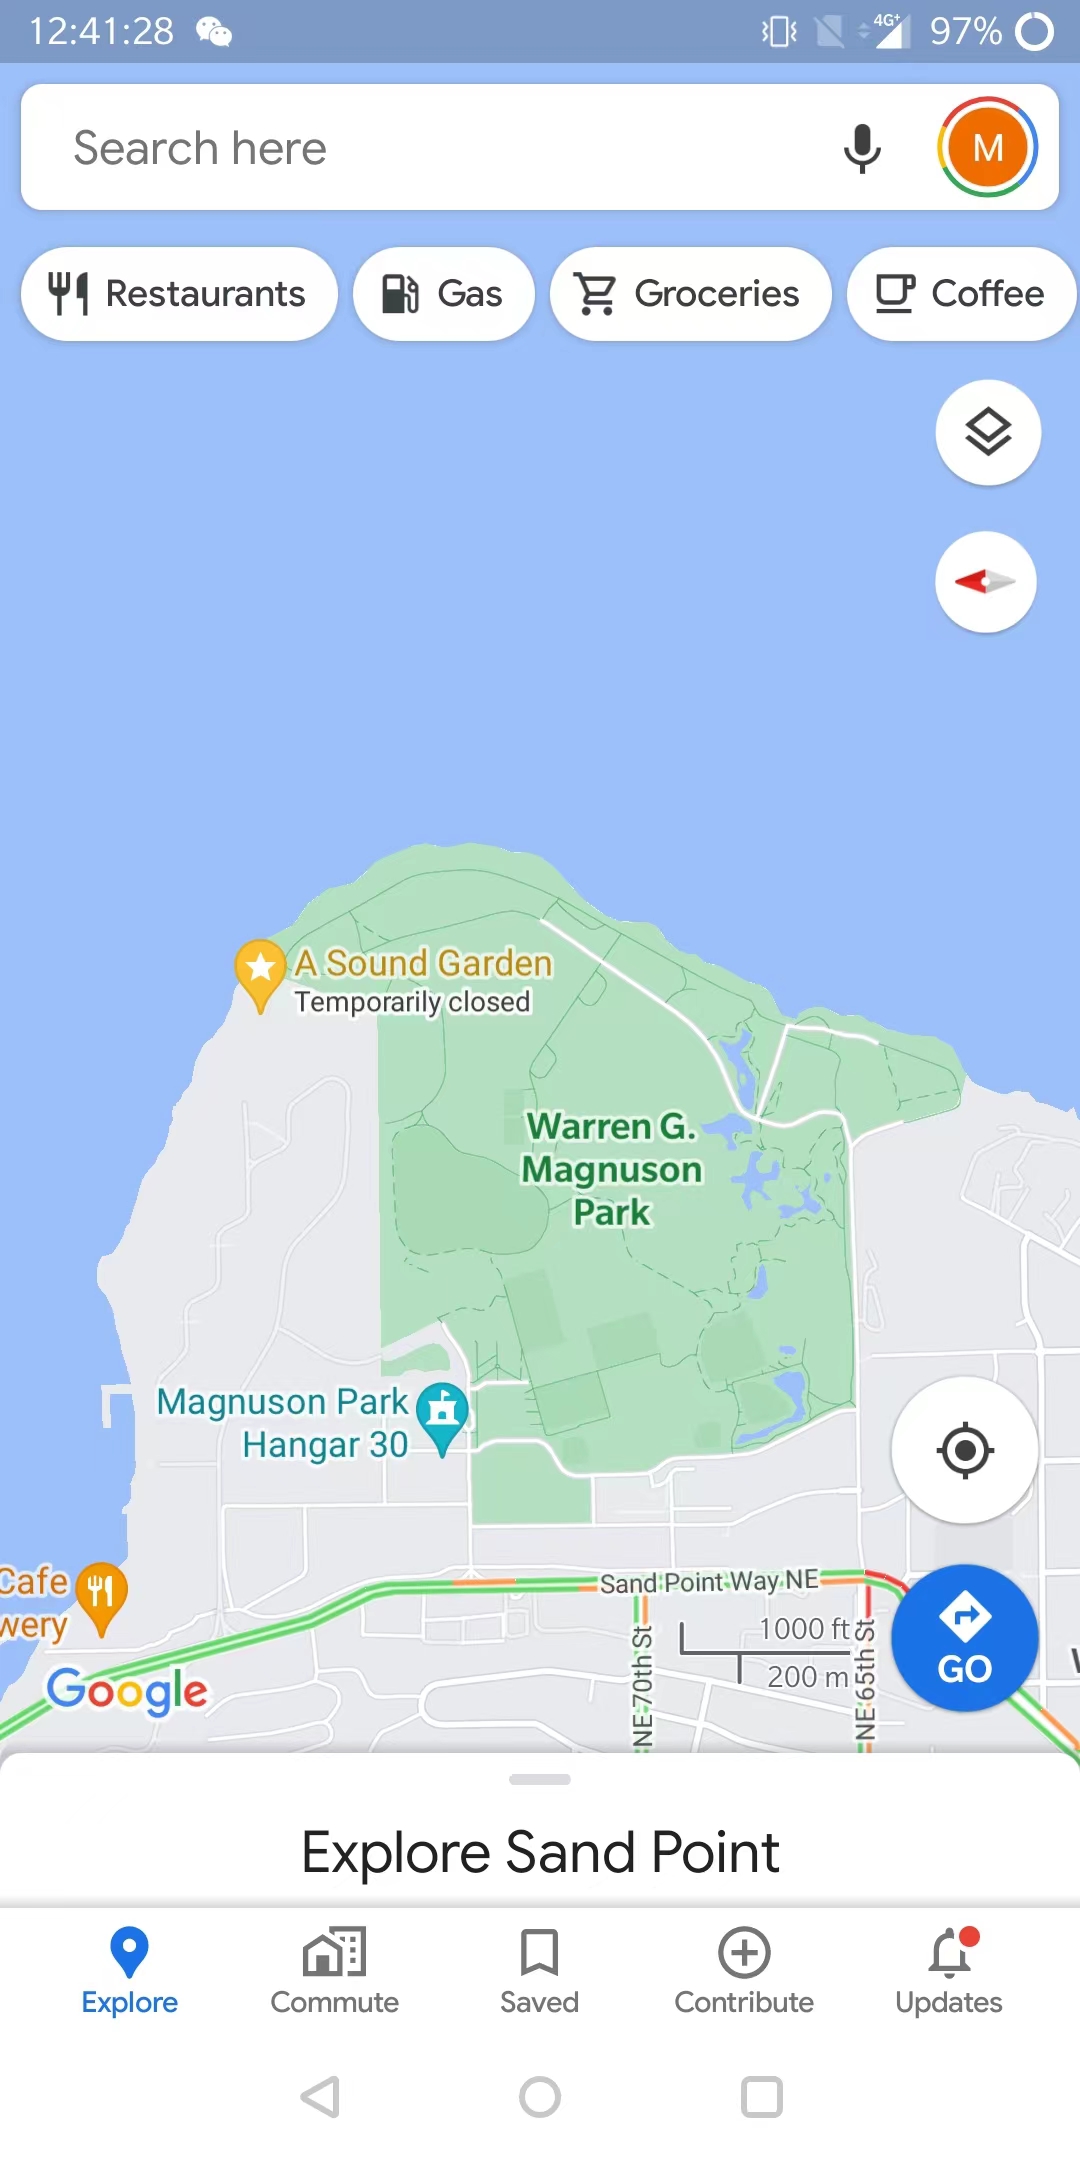 12:41:28
4G+
97%
Search here
M
Restaurants
Gas
Groceries
Coffee
A Sound Garden
Temporarily closed
Warren G.
Magnuson
Park
Magnuson Park
Hangar 30
Cafe
wery
Sand Point Way NE
NE 70th St
1000 ft
200 m
NE 65th St
GO
Google
Explore Sand Point
Explore
Commute
Saved
Contribute
Updates